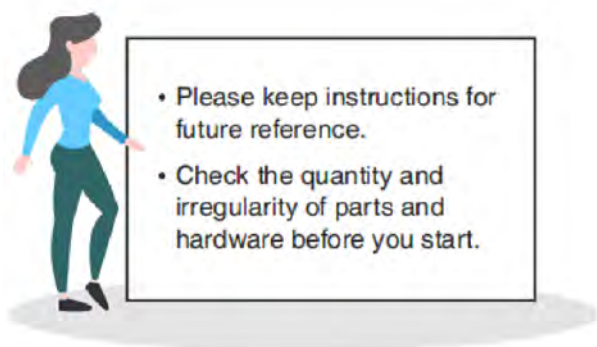 • Please keep instructions for
future reference.
• Check the quantity and
irregularity of parts and
hardware before you start.